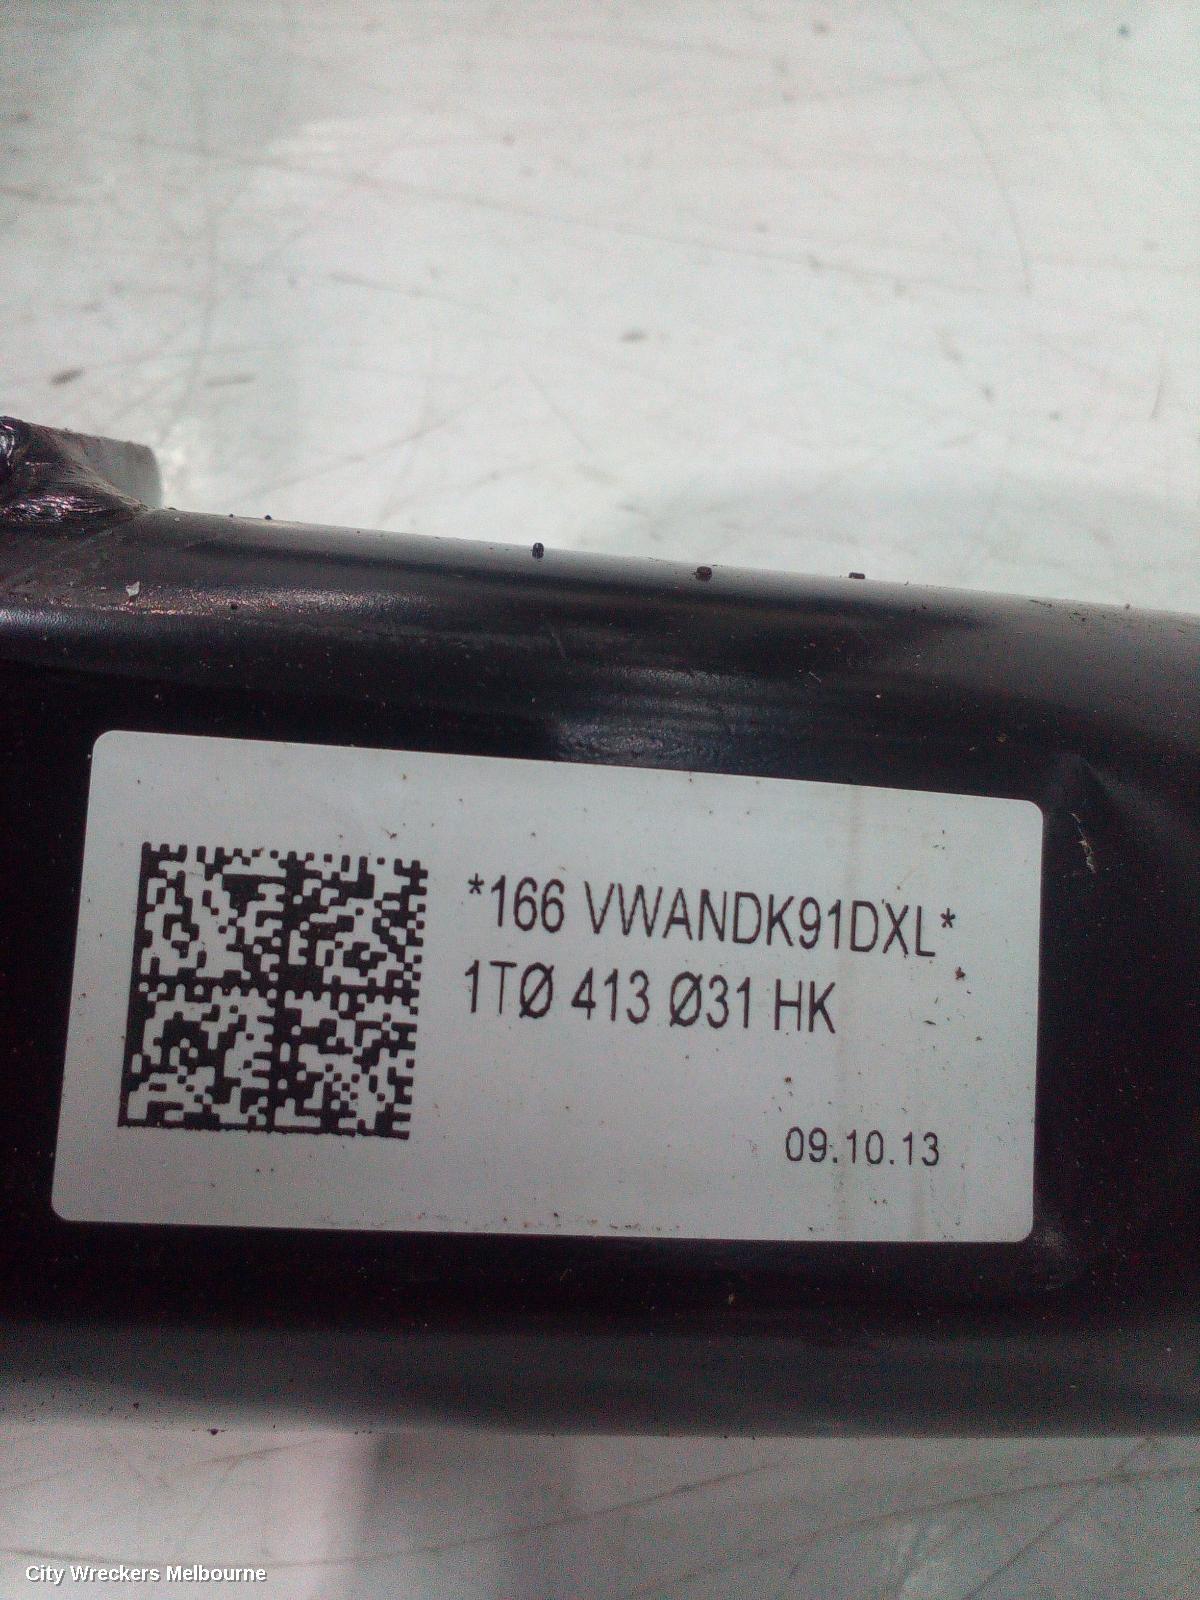 *166 VWANDK91DXL*
1TØ 413 Ø31 HK
09.10.13
City Wreckers Melbourne